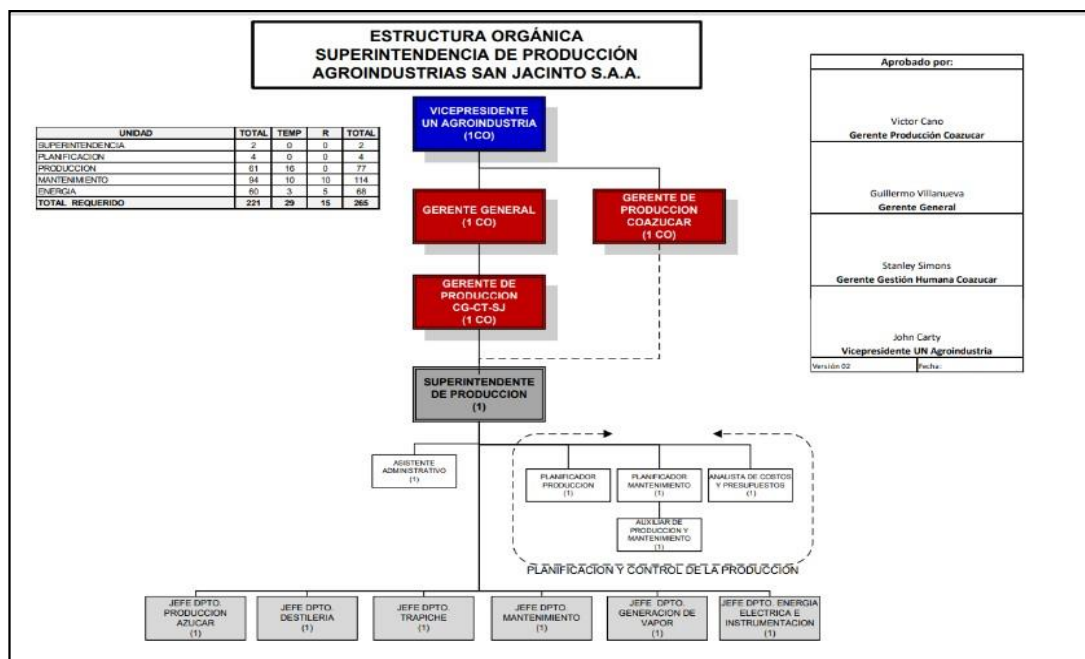 ESTRUCTURA ORGÁNICA
SUPERINTENDENCIA DE PRODUCCIÓN
AGROINDUSTRIAS SAN JACINTO S.A.A.
VICEPRESIDENTE
UN AGROINDUSTRIA
(1CO)
UNIDAD TOTAL TEMP R TOTAL
SUPERINTENDENCIA 2 0 0 2
PLANIFICACION 4 0 0 4
PRODUCCION 61 16 0 77
MANTENIMIENTO 94 10 10 114
ENERGIA 60 3 5 68
TOTAL REQUERIDO 221 29 15 265
Aprobado por:
Victor Cano
Gerente Producción Coazucar
Guillermo Villanueva
Gerente General
Stanley Simons
Gerente Gestión Humana Coazucar
John Carty
Vicepresidente UN Agroindustria
Versión 02 Fecha:
GERENTE GENERAL
(1 CO)
GERENTE DE
PRODUCCION
COAZUCAR
(1 CO)
GERENTE DE
PRODUCCION
CG-CT-SJ
(1 CO)
SUPERINTENDENTE
DE PRODUCCION
(1)
ASISTENTE
ADMINISTRATIVO
(1)
PLANIFICADOR
PRODUCCION
(1)
PLANIFICADOR
MANTENIMIENTO
(1)
ANALISTA DE COSTOS
Y PRESUPUESTOS
(1)
AUXILIAR DE
PRODUCCION Y
MANTENIMIENTO
(1)
PLANIFICACION Y CONTROL DE LA PRODUCCION
JEFE DPTO.
PRODUCCION
AZUCAR
(1)
JEFE DPTO.
DESTILERIA
(1)
JEFE DPTO.
TRAPICHE
(1)
JEFE DPTO.
MANTENIMIENTO
(1)
JEFE DPTO.
GENERACION DE
VAPOR
(1)
JEFE DPTO. ENERGIA
ELECTRICA E
INSTRUMENTACION
(1)